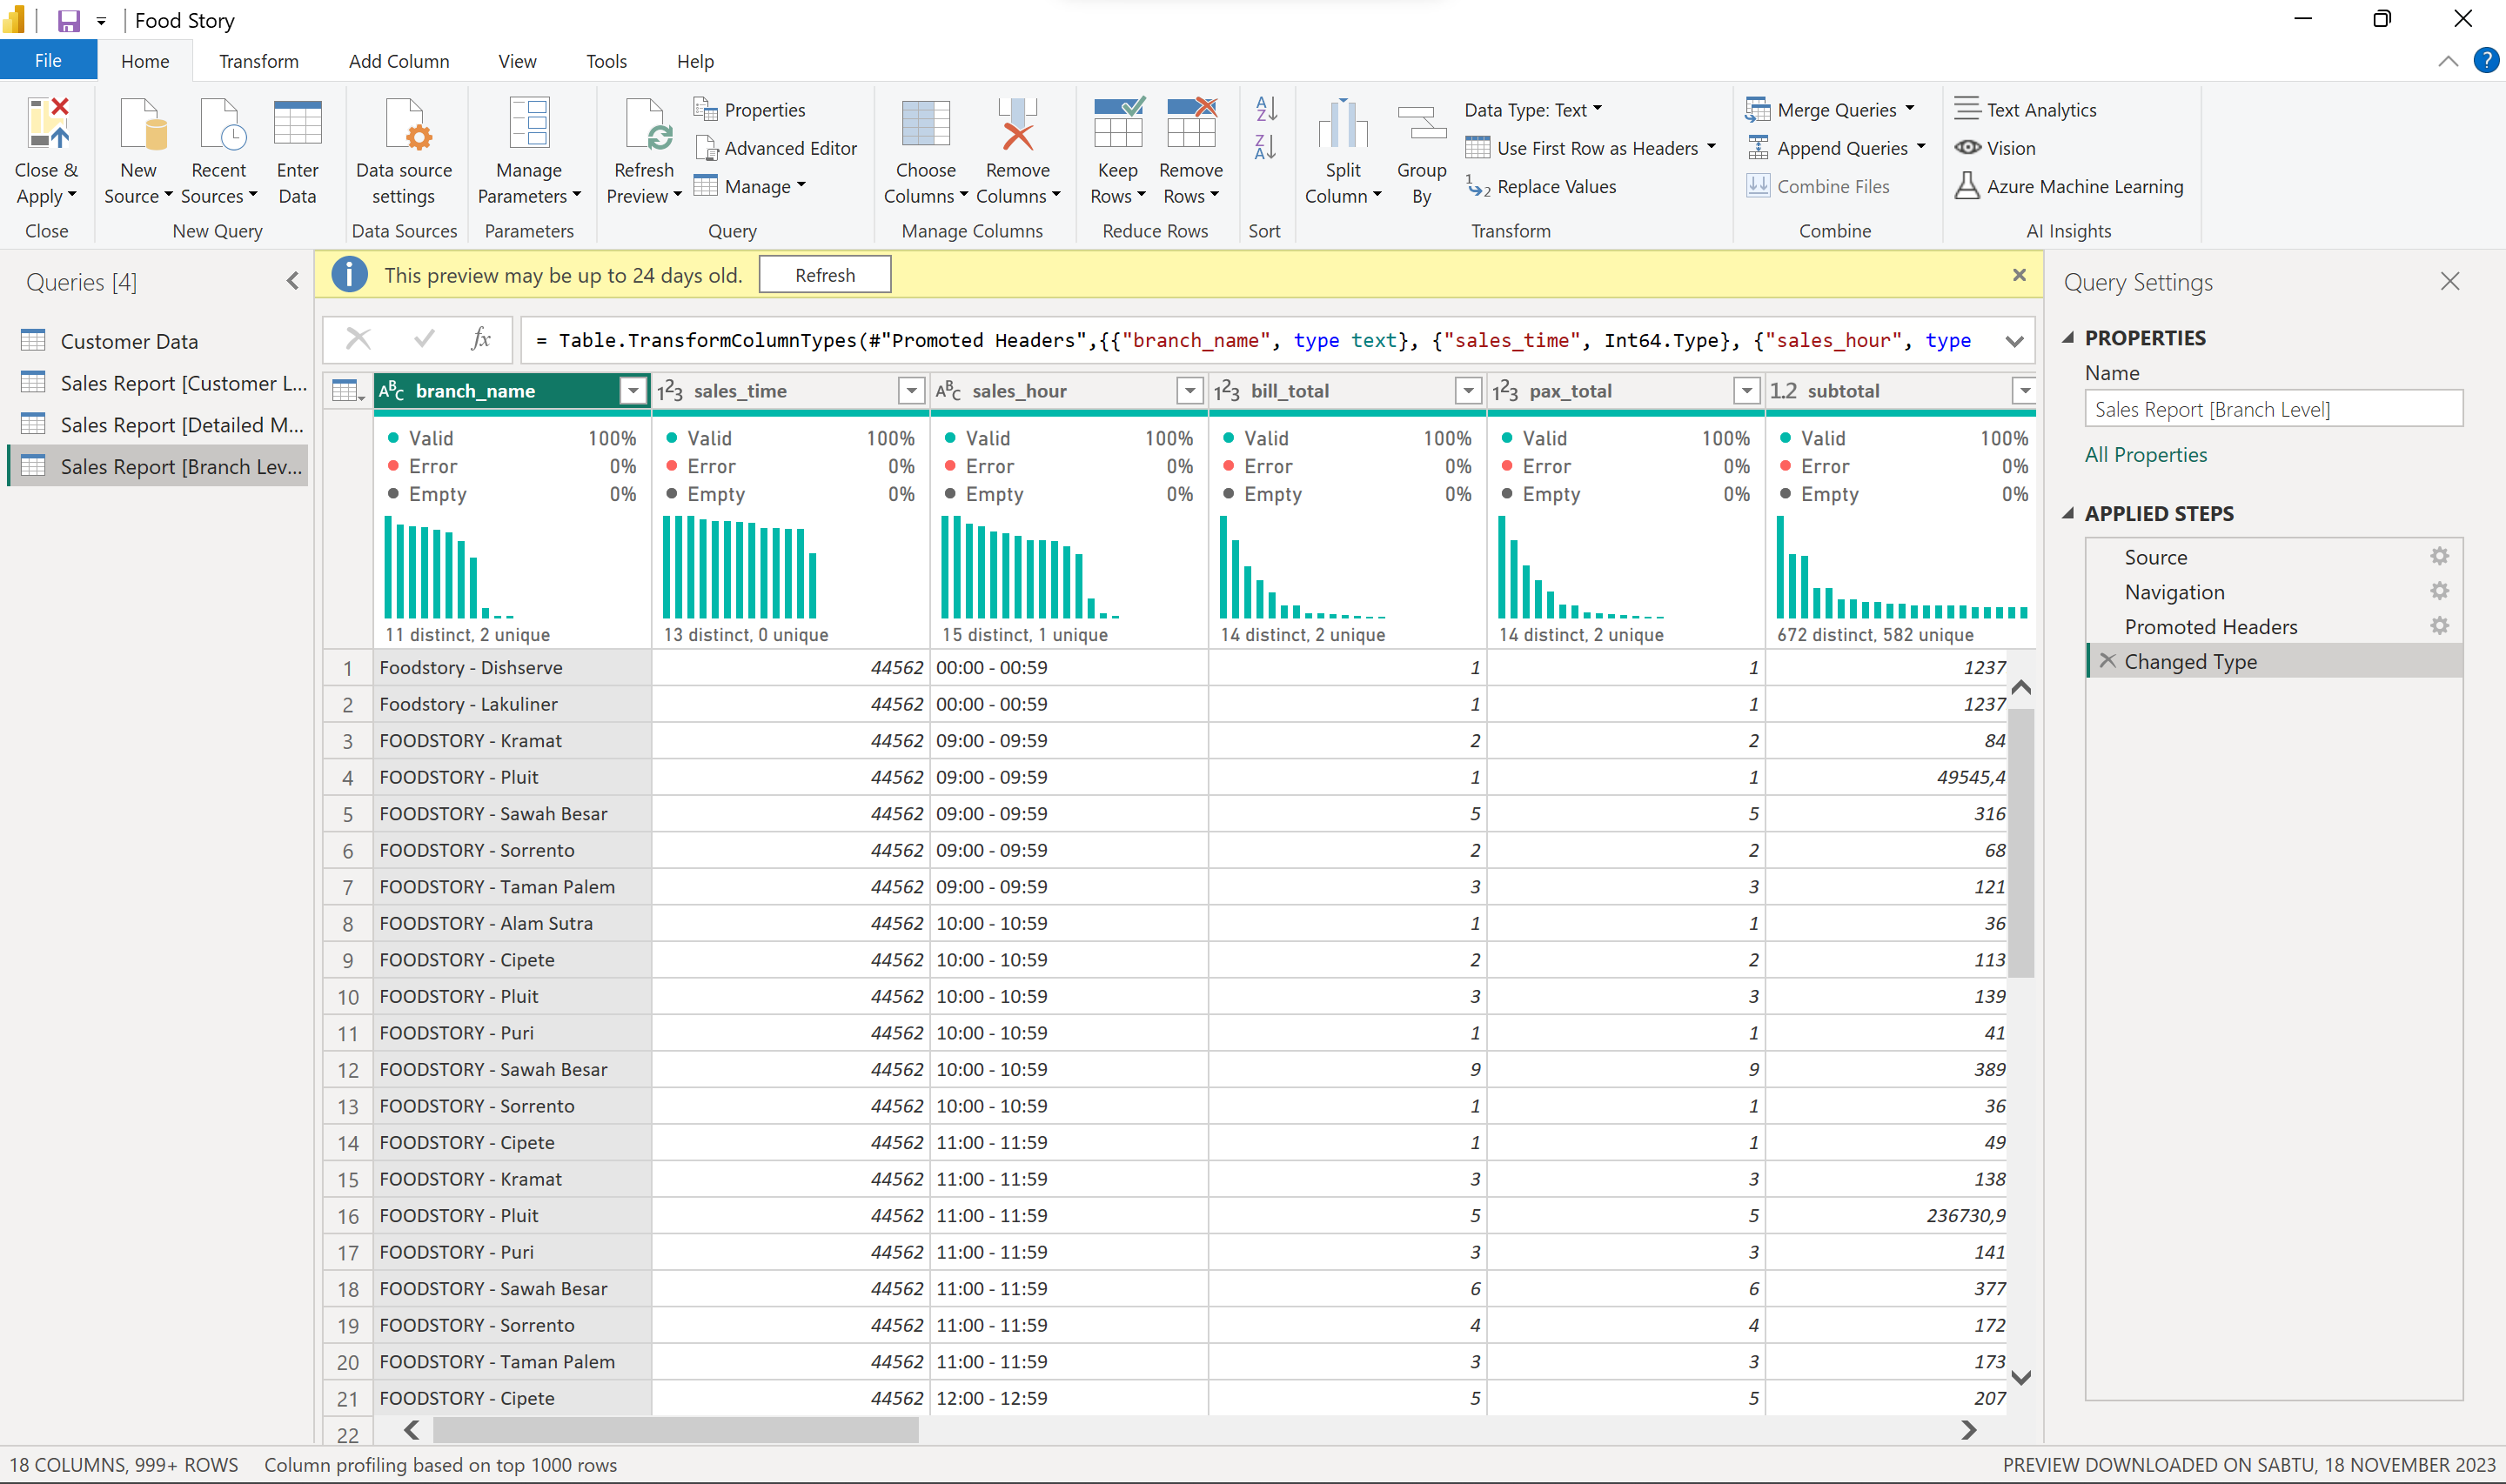 Food Story
File Home Transform Add Column View Tools Help
Close & Apply
Close
New Source
Recent Sources
Enter Data
New Query
Data source settings
Data Sources
Manage Parameters
Parameters
Refresh Preview
Properties
Advanced Editor
Manage
Query
Choose Columns
Remove Columns
Manage Columns
Keep Rows
Remove Rows
Reduce Rows
Sort
Split Column
Group By
Data Type: Text
Use First Row as Headers
Replace Values
Transform
Merge Queries
Append Queries
Combine Files
Combine
Text Analytics
Vision
Azure Machine Learning
AI Insights
Queries [4]
Customer Data
Sales Report [Customer L...
Sales Report [Detailed M...
Sales Report [Branch Lev...
This preview may be up to 24 days old. Refresh
fx = Table.TransformColumnTypes(#"Promoted Headers",{{"branch_name", type text}, {"sales_time", Int64.Type}, {"sales_hour", type
ABC branch_name 123 sales_time ABC sales_hour 123 bill_total 123 pax_total 1.2 subtotal
Valid 100% Valid 100% Valid 100% Valid 100% Valid 100% Valid 100%
Error 0% Error 0% Error 0% Error 0% Error 0% Error 0%
Empty 0% Empty 0% Empty 0% Empty 0% Empty 0% Empty 0%
11 distinct, 2 unique 13 distinct, 0 unique 15 distinct, 1 unique 14 distinct, 2 unique 14 distinct, 2 unique 672 distinct, 582 unique
1 Foodstory - Dishserve 44562 00:00 - 00:59 1 1 1237
2 Foodstory - Lakuliner 44562 00:00 - 00:59 1 1 1237
3 FOODSTORY - Kramat 44562 09:00 - 09:59 2 2 84
4 FOODSTORY - Pluit 44562 09:00 - 09:59 1 1 49545,4
5 FOODSTORY - Sawah Besar 44562 09:00 - 09:59 5 5 316
6 FOODSTORY - Sorrento 44562 09:00 - 09:59 2 2 68
7 FOODSTORY - Taman Palem 44562 09:00 - 09:59 3 3 121
8 FOODSTORY - Alam Sutra 44562 10:00 - 10:59 1 1 36
9 FOODSTORY - Cipete 44562 10:00 - 10:59 2 2 113
10 FOODSTORY - Pluit 44562 10:00 - 10:59 3 3 139
11 FOODSTORY - Puri 44562 10:00 - 10:59 1 1 41
12 FOODSTORY - Sawah Besar 44562 10:00 - 10:59 9 9 389
13 FOODSTORY - Sorrento 44562 10:00 - 10:59 1 1 36
14 FOODSTORY - Cipete 44562 11:00 - 11:59 1 1 49
15 FOODSTORY - Kramat 44562 11:00 - 11:59 3 3 138
16 FOODSTORY - Pluit 44562 11:00 - 11:59 5 5 236730,9
17 FOODSTORY - Puri 44562 11:00 - 11:59 3 3 141
18 FOODSTORY - Sawah Besar 44562 11:00 - 11:59 6 6 377
19 FOODSTORY - Sorrento 44562 11:00 - 11:59 4 4 172
20 FOODSTORY - Taman Palem 44562 11:00 - 11:59 3 3 173
21 FOODSTORY - Cipete 44562 12:00 - 12:59 5 5 207
22
Query Settings
PROPERTIES
Name
Sales Report [Branch Level]
All Properties
APPLIED STEPS
Source
Navigation
Promoted Headers
Changed Type
18 COLUMNS, 999+ ROWS Column profiling based on top 1000 rows PREVIEW DOWNLOADED ON SABTU, 18 NOVEMBER 2023